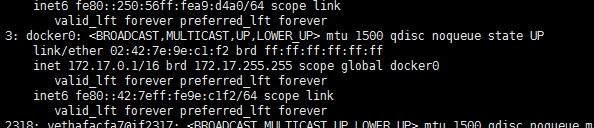 inet6 fe80::250:56ff:fea9:d4a0/64 scope link
valid_lft forever preferred_lft forever
3: docker0: <BROADCAST,MULTICAST,UP,LOWER_UP> mtu 1500 qdisc noqueue state UP
link/ether 02:42:7e:9e:c1:f2 brd ff:ff:ff:ff:ff:ff
inet 172.17.0.1/16 brd 172.17.255.255 scope global docker0
valid_lft forever preferred_lft forever
inet6 fe80::42:7eff:fe9e:c1f2/64 scope link
valid_lft forever preferred_lft forever
2318: vethafacfa7@if2317: <BROADCAST,MULTICAST,UP,LOWER_UP> mtu 1500 qdisc noqueue m